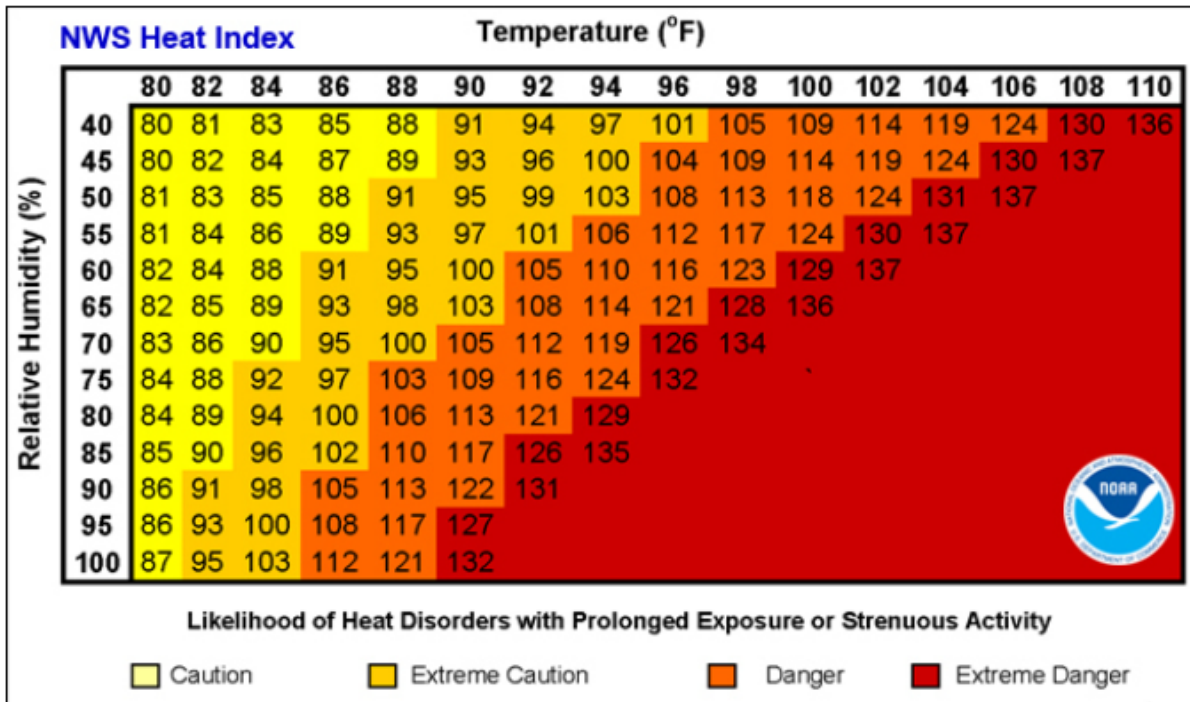 NWS Heat Index
Temperature (°F)
80 82 84 86 88 90 92 94 96 98 100 102 104 106 108 110
Relative Humidity (%)
40 80 81 83 85 88 91 94 97 101 105 109 114 119 124 130 136
45 80 82 84 87 89 93 96 100 104 109 114 119 124 130 137
50 81 83 85 88 91 95 99 103 108 113 118 124 131 137
55 81 84 86 89 93 97 101 106 112 117 124 130 137
60 82 84 88 91 95 100 105 110 116 123 129 137
65 82 85 89 93 98 103 108 114 121 128 136
70 83 86 90 95 100 105 112 119 126 134
75 84 88 92 97 103 109 116 124 132
80 84 89 94 100 106 113 121 129
85 85 90 96 102 110 117 126 135
90 86 91 98 105 113 122 131
95 86 93 100 108 117 127
100 87 95 103 112 121 132
NATIONAL OCEANIC AND ATMOSPHERIC ADMINISTRATION
NOAA
U.S. DEPARTMENT OF COMMERCE
Likelihood of Heat Disorders with Prolonged Exposure or Strenuous Activity
Caution
Extreme Caution
Danger
Extreme Danger